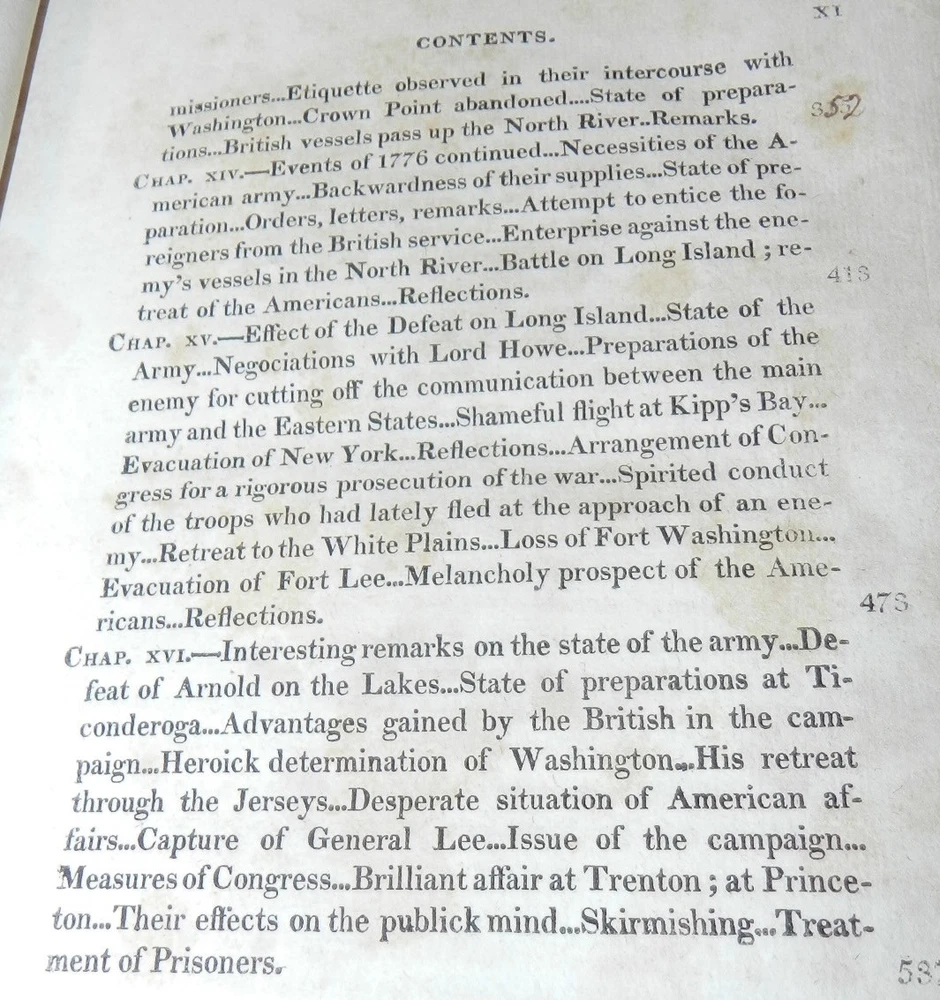 XI
CONTENTS.
missioners...Etiquette observed in their intercourse with
Washington...Crown Point abandoned....State of prepara-
tions...British vessels pass up the North River..Remarks. 352
CHAP. XIV.—Events of 1776 continued...Necessities of the A-
merican army...Backwardness of their supplies...State of pre-
paration...Orders, letters, remarks...Attempt to entice the fo-
reigners from the British service...Enterprise against the ene-
my's vessels in the North River...Battle on Long Island ; re-
treat of the Americans...Reflections. 413
CHAP. XV.—Effect of the Defeat on Long Island...State of the
Army...Negociations with Lord Howe...Preparations of the
enemy for cutting off the communication between the main
army and the Eastern States...Shameful flight at Kipp's Bay...
Evacuation of New York...Reflections...Arrangement of Con-
gress for a rigorous prosecution of the war...Spirited conduct
of the troops who had lately fled at the approach of an ene-
my...Retreat to the White Plains...Loss of Fort Washington...
Evacuation of Fort Lee...Melancholy prospect of the Ame-
ricans...Reflections. 473
CHAP. XVI.—Interesting remarks on the state of the army...De-
feat of Arnold on the Lakes...State of preparations at Ti-
conderoga...Advantages gained by the British in the cam-
paign...Heroick determination of Washington...His retreat
through the Jerseys...Desperate situation of American af-
fairs...Capture of General Lee...Issue of the campaign...
Measures of Congress...Brilliant affair at Trenton ; at Prince-
ton...Their effects on the publick mind...Skirmishing...Treat-
ment of Prisoners. 537